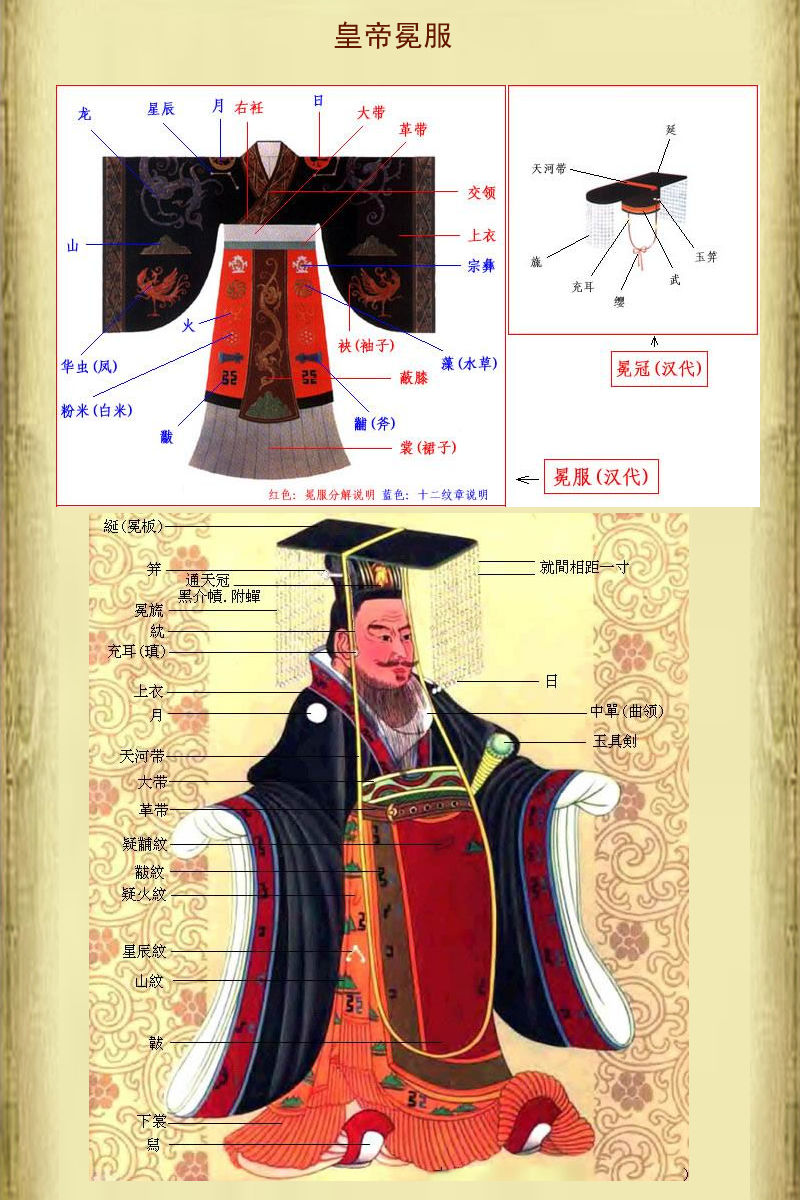 皇帝冕服
龙
星辰
月
右衽
日
大带
革带
交领
山
上衣
宗彝
火
华虫(凤)
袂(袖子)
藻(水草)
粉米(白米)
蔽膝
黻
黼(斧)
裳(裙子)
红色：冕服分解说明 蓝色：十二纹章说明
延
天河带
旒
玉笄
充耳
武
缨
冕冠(汉代)
冕服(汉代)
綖(冕板)
笄
通天冠
黑介幘.附蟬
就間相距一寸
冕旒
紞
充耳(瑱)
日
上衣
月
中單(曲领)
玉具劍
天河带
大带
革带
疑黼紋
黻紋
疑火紋
星辰紋
山紋
韍
下裳
舄